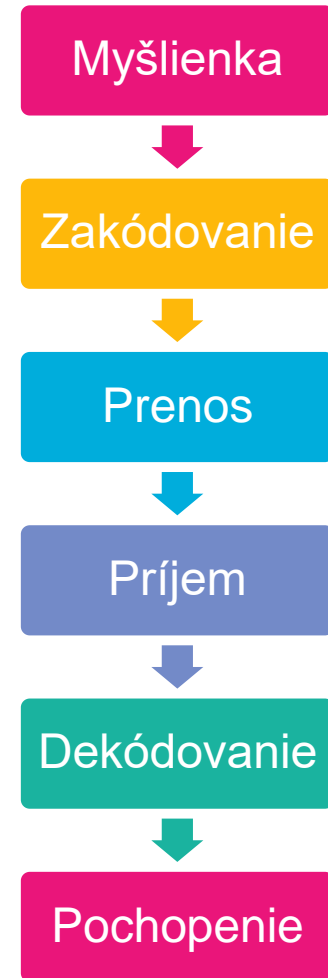 Myšlienka
Zakódovanie
Prenos
Príjem
Dekódovanie
Pochopenie